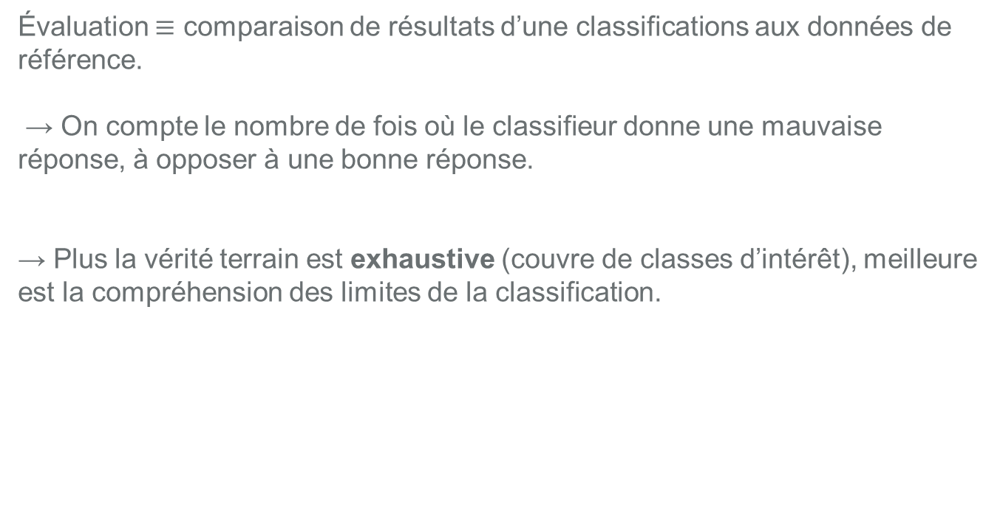 Évaluation ≡ comparaison de résultats d’une classifications aux données de
référence.
→ On compte le nombre de fois où le classifieur donne une mauvaise
réponse, à opposer à une bonne réponse.
→ Plus la vérité terrain est exhaustive (couvre de classes d’intérêt), meilleure
est la compréhension des limites de la classification.